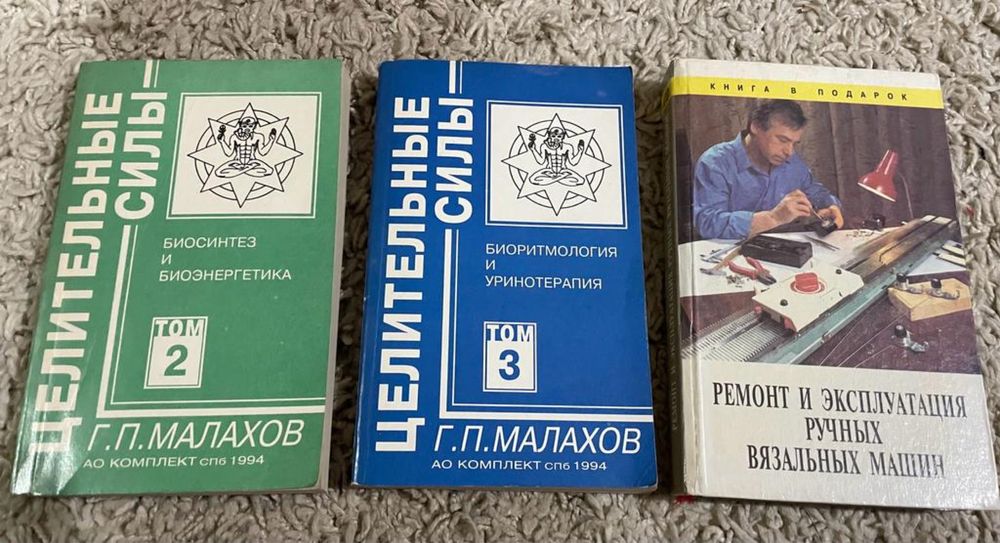 ЦЕЛИТЕЛЬНЫЕ
СИЛЫ
БИОСИНТЕЗ
И
БИОЭНЕРГЕТИКА
ТОМ
2
Г.П.МАЛАХОВ
АО КОМПЛЕКТ спб 1994
ЦЕЛИТЕЛЬНЫЕ
СИЛЫ
БИОРИТМОЛОГИЯ
И
УРИНОТЕРАПИЯ
ТОМ
3
Г.П.МАЛАХОВ
АО КОМПЛЕКТ спб 1994
КНИГА В ПОДАРОК
РЕМОНТ И ЭКСПЛУАТАЦИЯ
РУЧНЫХ
ВЯЗАЛЬНЫХ МАШИН